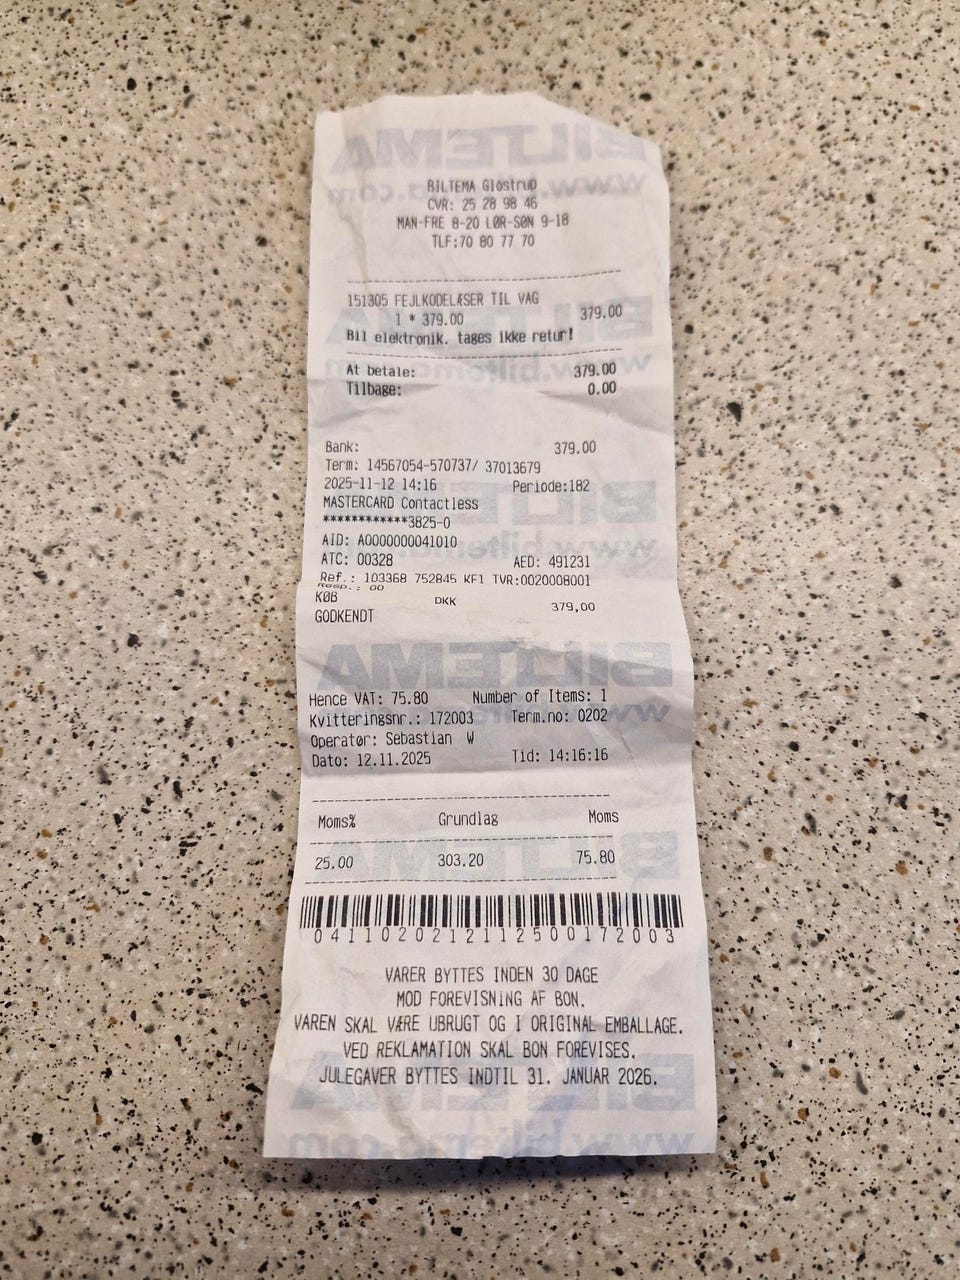 BILTEMA Glostrup
CVR: 25 28 98 46
MAN-FRE 8-20 LØR-SØN 9-18
TLF:70 80 77 70
151305 FEJLKODELÆSER TIL VAG
1 * 379.00 379.00
Bil elektronik. tages ikke retur!
At betale: 379.00
Tilbage: 0.00
Bank: 379.00
Term: 14567054-570737/ 37013679
2025-11-12 14:16 Periode:182
MASTERCARD Contactless
************3825-0
AID: A0000000041010
ATC: 00328 AED: 491231
Ref.: 103368 752845 KF1 TVR:0020008001
Resp.: 00
KØB DKK 379,00
GODKENDT
Hence VAT: 75.80 Number of Items: 1
Kvitteringsnr.: 172003 Term.no: 0202
Operatør: Sebastian W
Dato: 12.11.2025 Tid: 14:16:16
Moms% Grundlag Moms
25.00 303.20 75.80
0411020212112500172003
VARER BYTTES INDEN 30 DAGE
MOD FOREVISNING AF BON.
VAREN SKAL VÆRE UBRUGT OG I ORIGINAL EMBALLAGE.
VED REKLAMATION SKAL BON FOREVISES.
JULEGAVER BYTTES INDTIL 31. JANUAR 2026.
BILTEMA
www.biltema.com